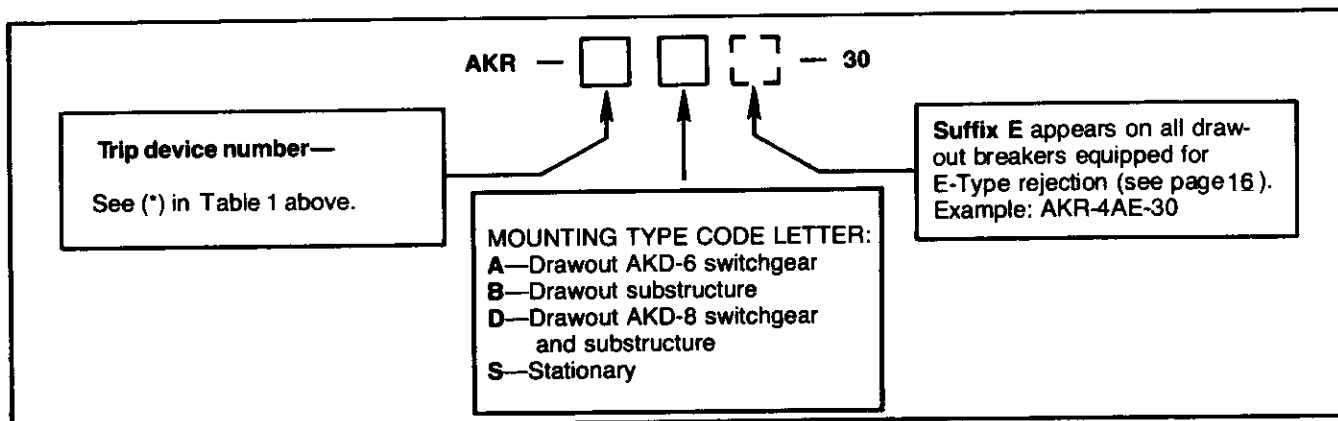 AKR — — 30
Trip device number—
See (*) in Table 1 above.
MOUNTING TYPE CODE LETTER:
A—Drawout AKD-6 switchgear
B—Drawout substructure
D—Drawout AKD-8 switchgear
and substructure
S—Stationary
Suffix E appears on all draw-
out breakers equipped for
E-Type rejection (see page 16).
Example: AKR-4AE-30